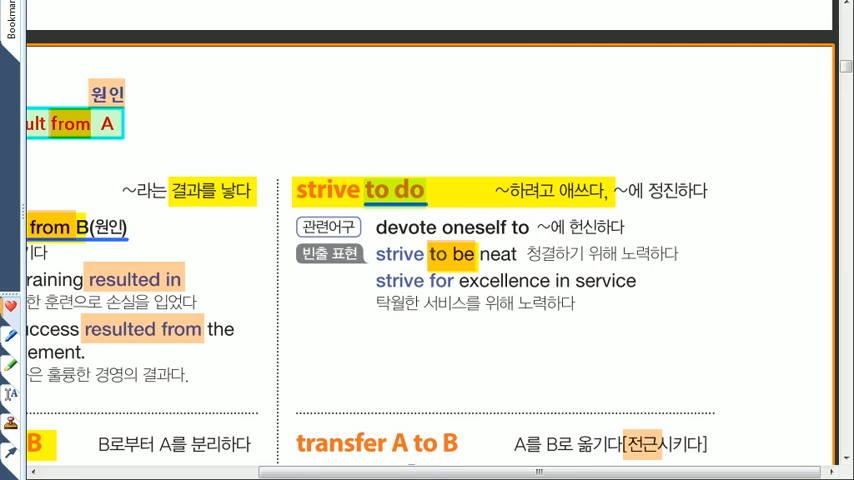 Bookmar
원인
ult from A
~라는 결과를 낳다
from B(원인)
기다
raining resulted in
한 훈련으로 손실을 입었다
uccess resulted from the
ement.
은 훌륭한 경영의 결과다.
B B로부터 A를 분리하다
strive to do ~하려고 애쓰다, ~에 정진하다
관련어구 devote oneself to ~에 헌신하다
빈출 표현 strive to be neat 청결하기 위해 노력하다
strive for excellence in service
탁월한 서비스를 위해 노력하다
transfer A to B A를 B로 옮기다[전근시키다]